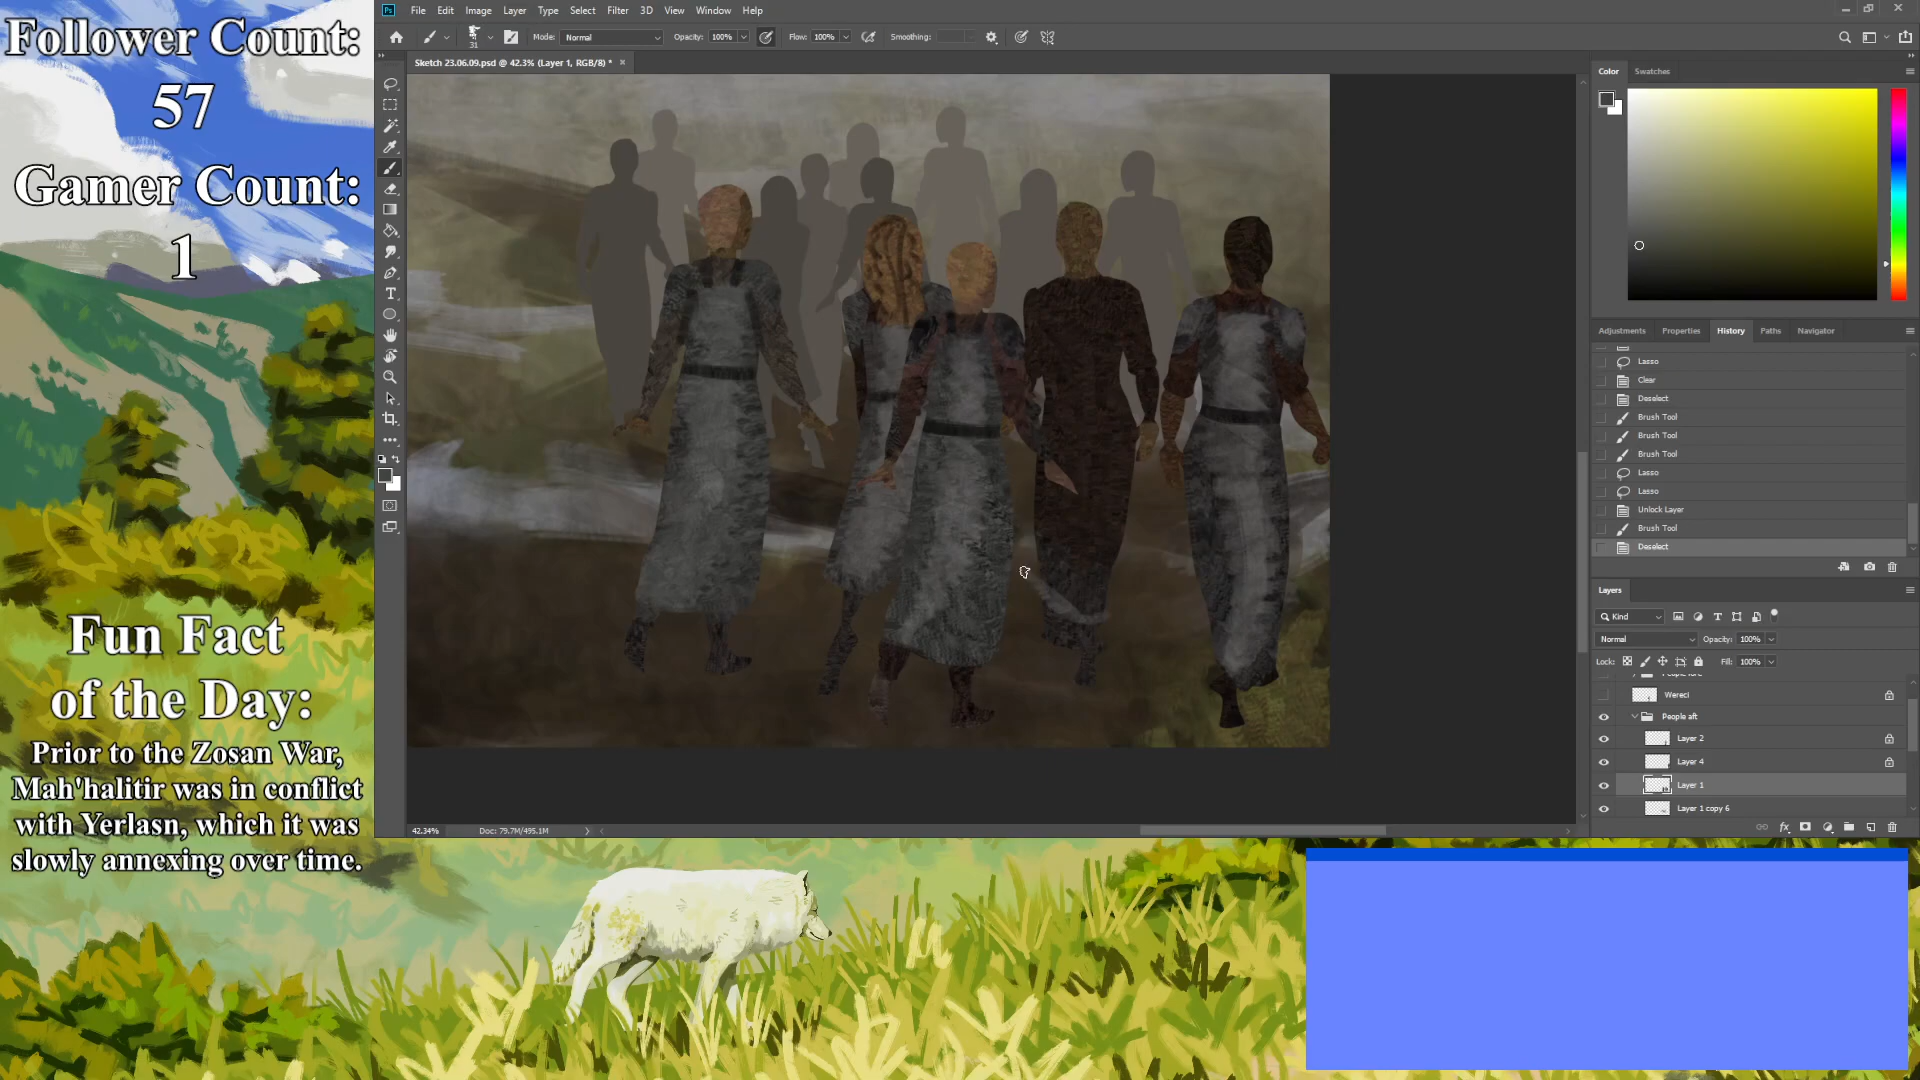 Follower Count:
57
Gamer Count:
1
Fun Fact
of the Day:
Prior to the Zosan War,
Mah'halitir was in conflict
with Yerlasn, which it was
slowly annexing over time.
Ps File Edit Image Layer Type Select Filter 3D View Window Help
31 Mode: Normal Opacity: 100% Flow: 100% Smoothing:
Sketch 23.06.09.psd @ 42.3% (Layer 1, RGB/8) *
T
42.34% Doc: 79.7M/495.1M
Color Swatches
Adjustments Properties History Paths Navigator
Lasso
Clear
Deselect
Brush Tool
Brush Tool
Brush Tool
Lasso
Lasso
Unlock Layer
Brush Tool
Deselect
Layers
Kind
Normal Opacity: 100%
Lock: Fill: 100%
Wereci
People aft
Layer 2
Layer 4
Layer 1
Layer 1 copy 6
fx